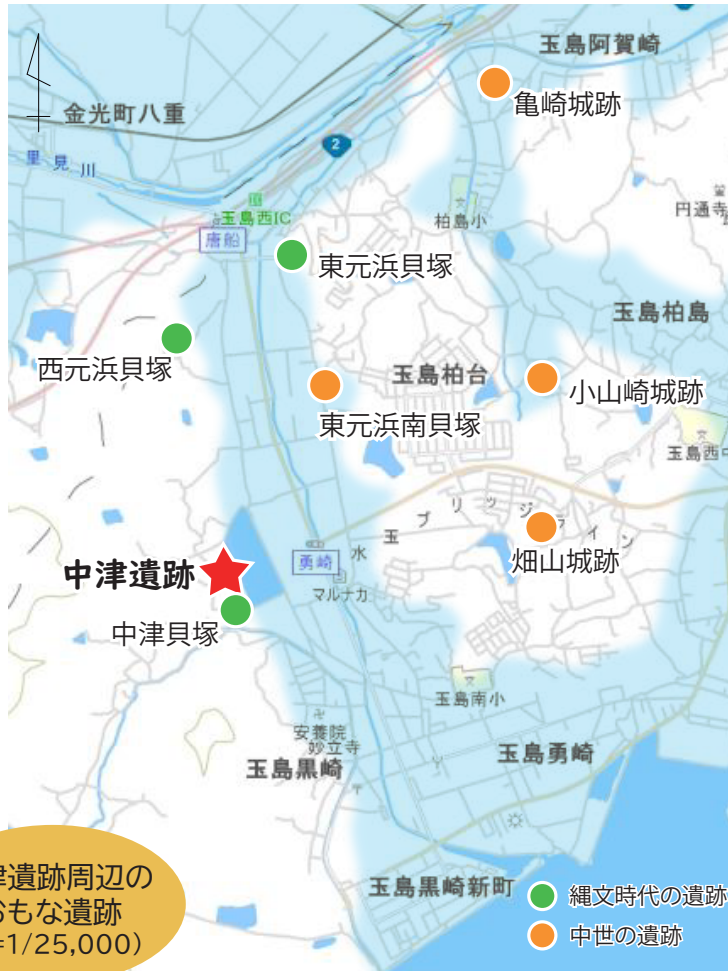 玉島阿賀崎
亀崎城跡
金光町八重
2
里見川
円通寺
柏島小
玉島西IC
唐船
東元浜貝塚
玉島柏島
西元浜貝塚
玉島柏台
小山崎城跡
東元浜南貝塚
玉島西中
玉ブリッジライン
畑山城跡
水
勇崎
中津遺跡
マルナカ
中津貝塚
玉島南小
安養院
妙立寺
玉島勇崎
玉島黒崎
津遺跡周辺の
おもな遺跡
=1/25,000)
玉島黒崎新町
縄文時代の遺跡
中世の遺跡